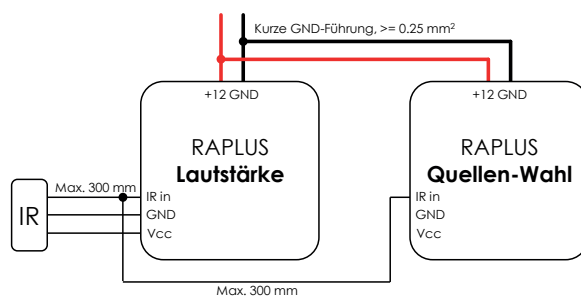 Kurze GND-Führung, >= 0.25 mm²
+12 GND
+12 GND
RAPLUS
Lautstärke
RAPLUS
Quellen-Wahl
Max. 300 mm
IR
IR in
GND
Vcc
IR in
GND
Vcc
Max. 300 mm